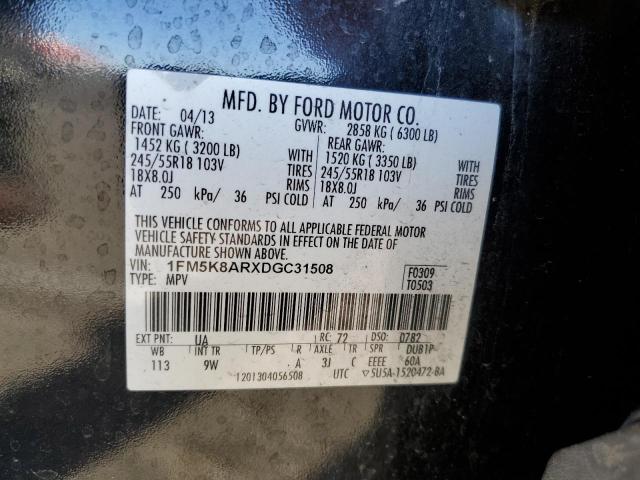 MFD. BY FORD MOTOR CO.
DATE: 04/13 GVWR: 2858 KG ( 6300 LB)
FRONT GAWR: REAR GAWR:
1452 KG ( 3200 LB) WITH 1520 KG ( 3350 LB) WITH
245/55R18 103V TIRES 245/55R18 103V TIRES
18X8.0J RIMS 18X8.0J RIMS
AT 250 kPa/ 36 PSI COLD AT 250 kPa/ 36 PSI COLD
THIS VEHICLE CONFORMS TO ALL APPLICABLE FEDERAL MOTOR
VEHICLE SAFETY STANDARDS IN EFFECT ON THE DATE OF
MANUFACTURE SHOWN ABOVE.
VIN: 1FM5K8ARXDGC31508 F0309
TYPE: MPV T0503
EXT PNT: UA RC: 72 DSO: D782
WB INT TR TP/PS R AXLE TR SPR DUB1P
113 9W A 3J C EEEE 60A
1201304056508 UTC ▽5U5A-1520472-BA